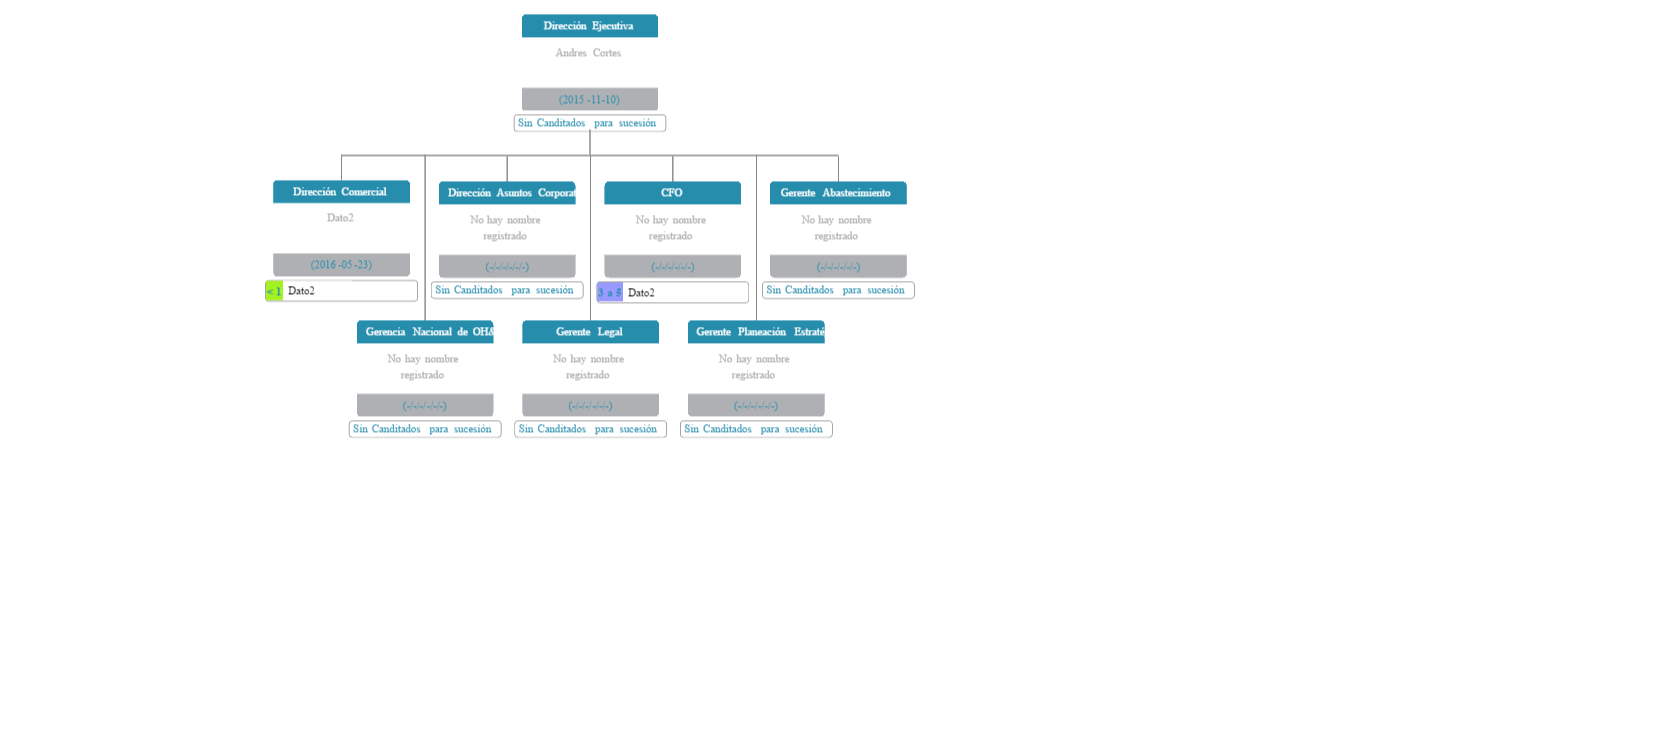 Dirección Ejecutiva
Andres Cortes
(2015-11-10)
Sin Canditados para sucesión
Dirección Comercial
Dato2
(2016-05-23)
< 1 Dato2
Dirección Asuntos Corporat
No hay nombre
registrado
(-/-/-/-/-/-)
Sin Canditados para sucesión
CFO
No hay nombre
registrado
(-/-/-/-/-/-)
3 a 5 Dato2
Gerente Abastecimiento
No hay nombre
registrado
(-/-/-/-/-/-)
Sin Canditados para sucesión
Gerencia Nacional de OH&
No hay nombre
registrado
(-/-/-/-/-/-)
Sin Canditados para sucesión
Gerente Legal
No hay nombre
registrado
(-/-/-/-/-/-)
Sin Canditados para sucesión
Gerente Planeación Estraté
No hay nombre
registrado
(-/-/-/-/-/-)
Sin Canditados para sucesión